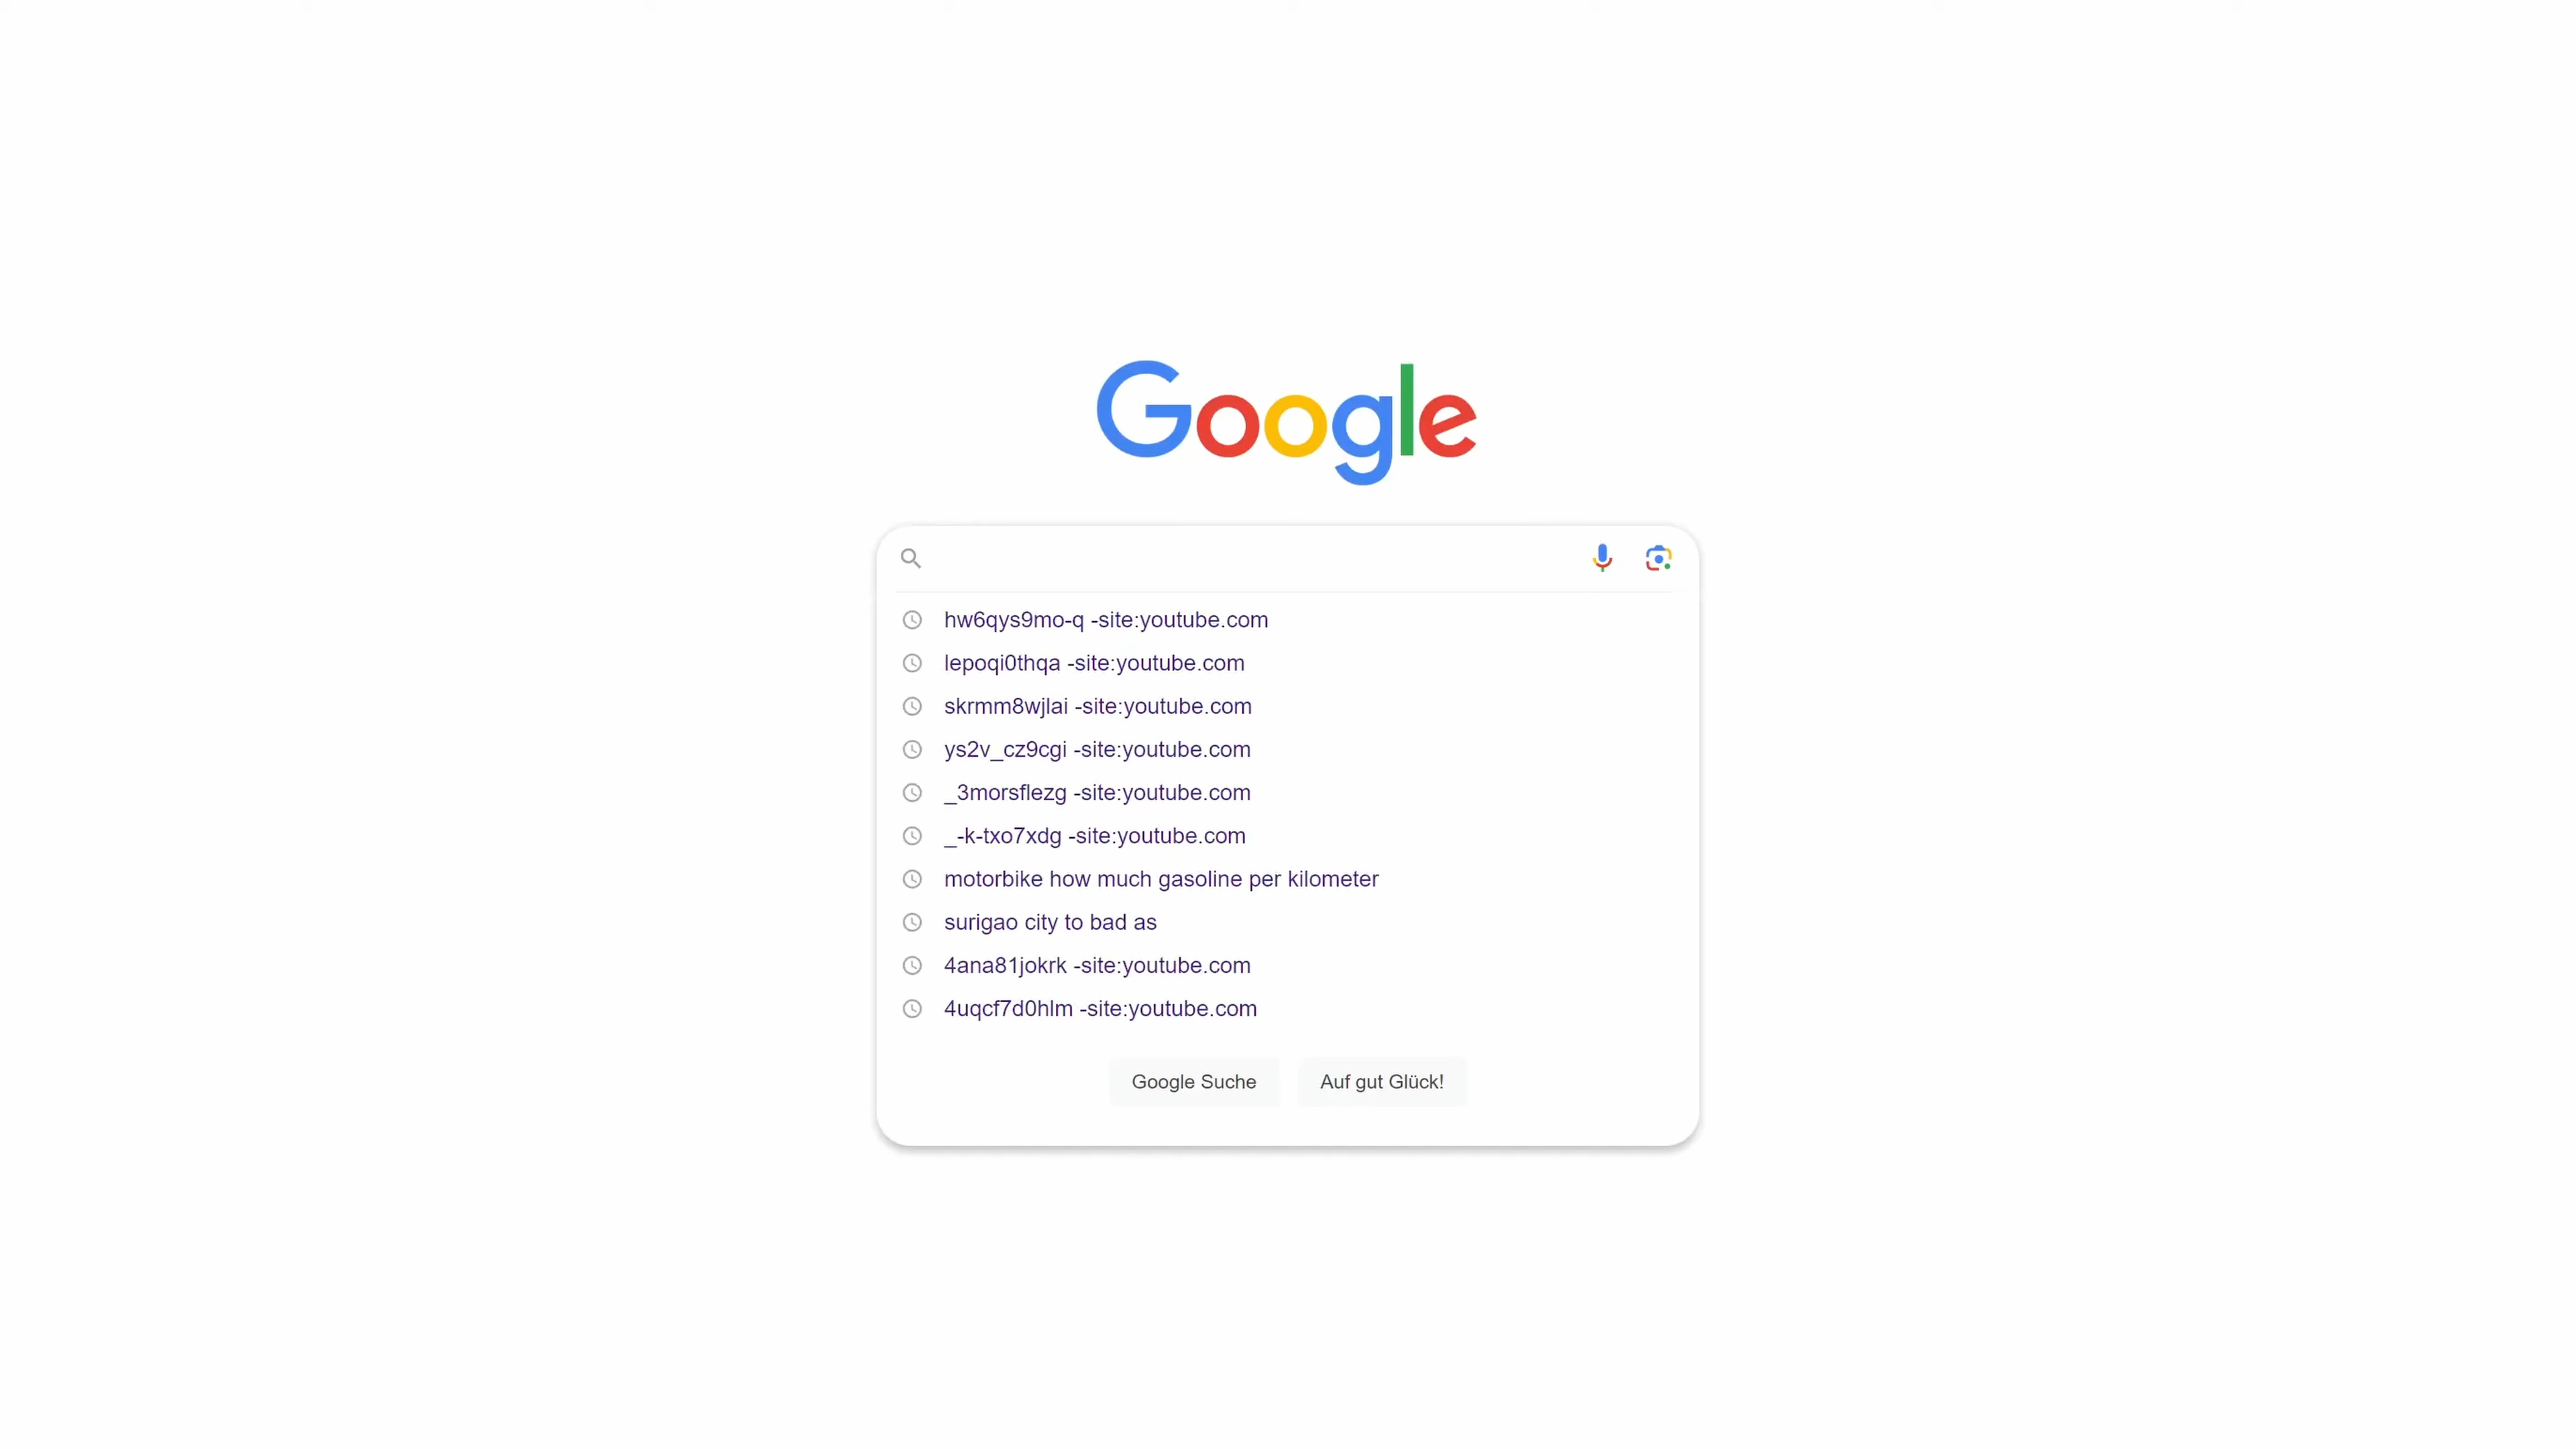 Google
hw6qys9mo-q -site:youtube.com
lepoqi0thqa -site:youtube.com
skrmm8wjlai -site:youtube.com
ys2v_cz9cgi -site:youtube.com
_3morsflezg -site:youtube.com
_-k-txo7xdg -site:youtube.com
motorbike how much gasoline per kilometer
surigao city to bad as
4ana81jokrk -site:youtube.com
4uqcf7d0hlm -site:youtube.com
Google Suche Auf gut Glück!